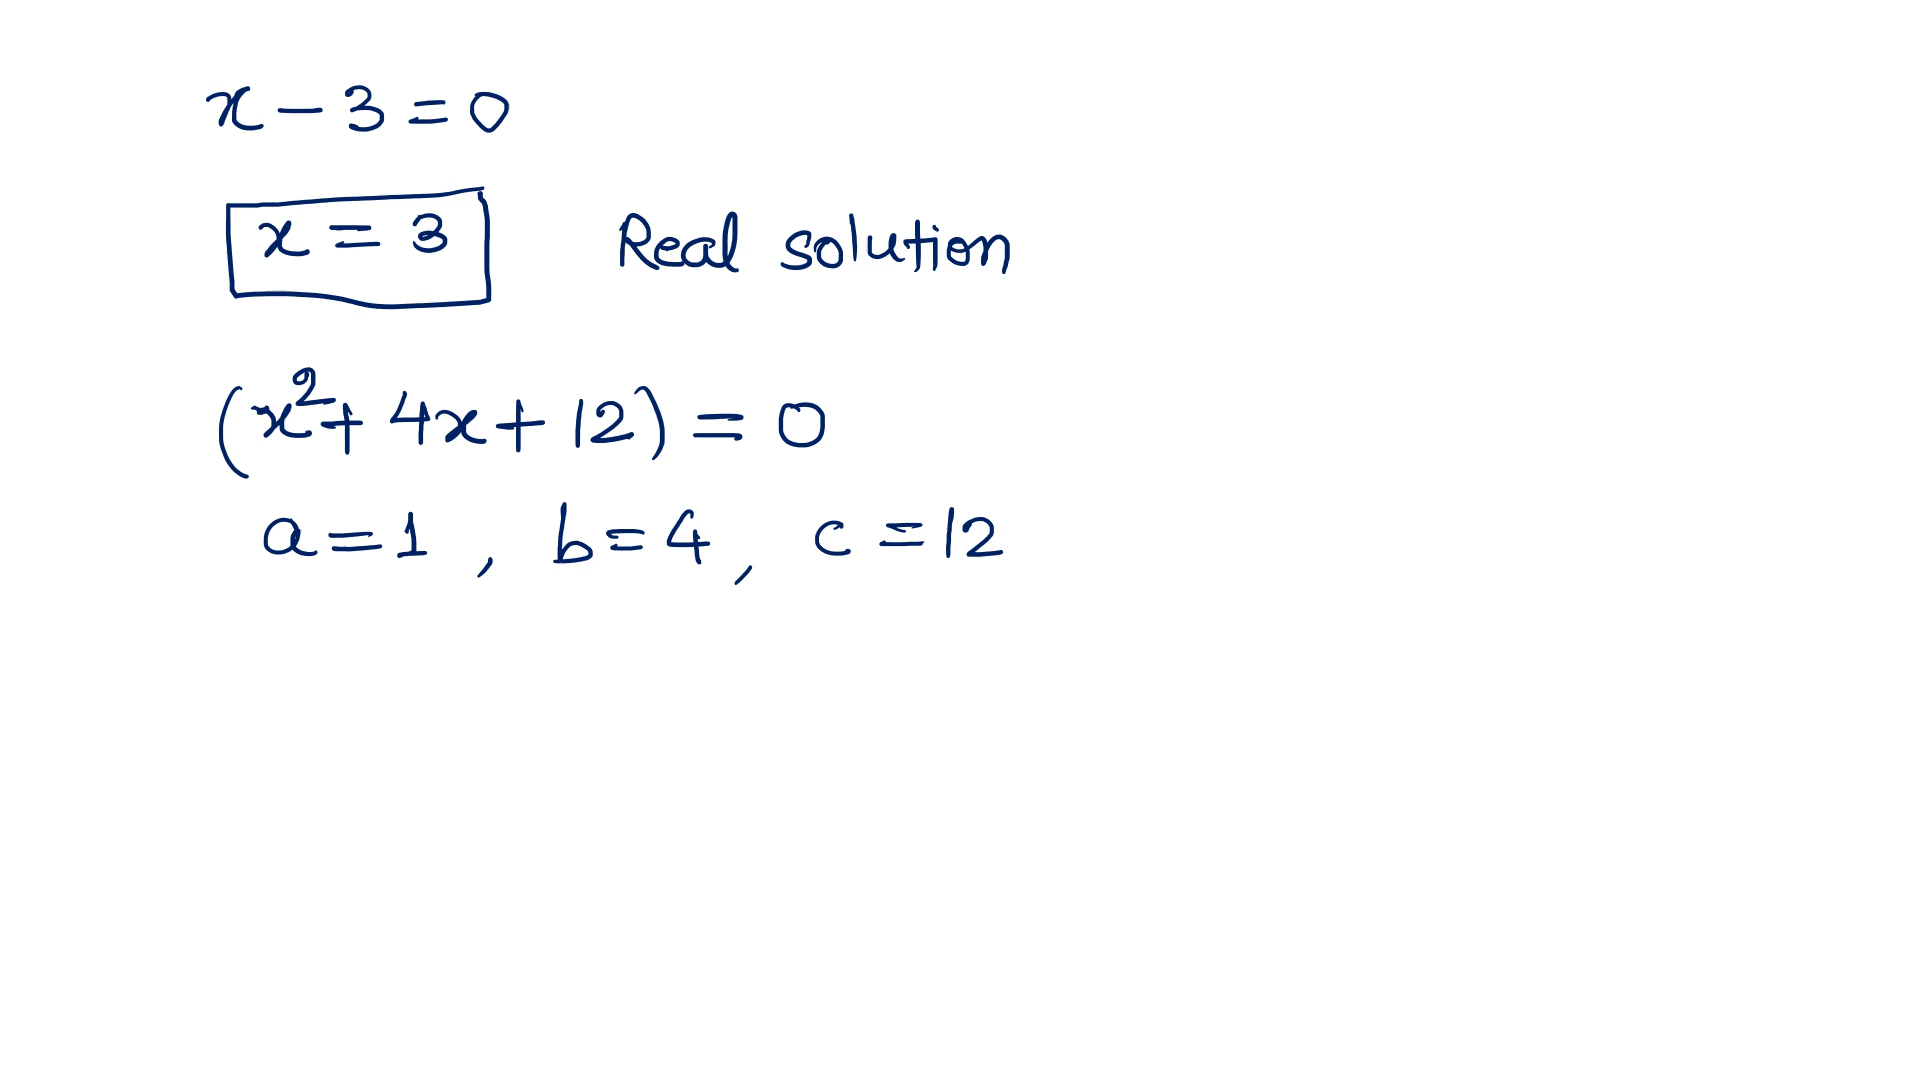 x - 3 = 0
x = 3 Real solution
(x² + 4x + 12) = 0
a = 1 , b = 4 , c = 12